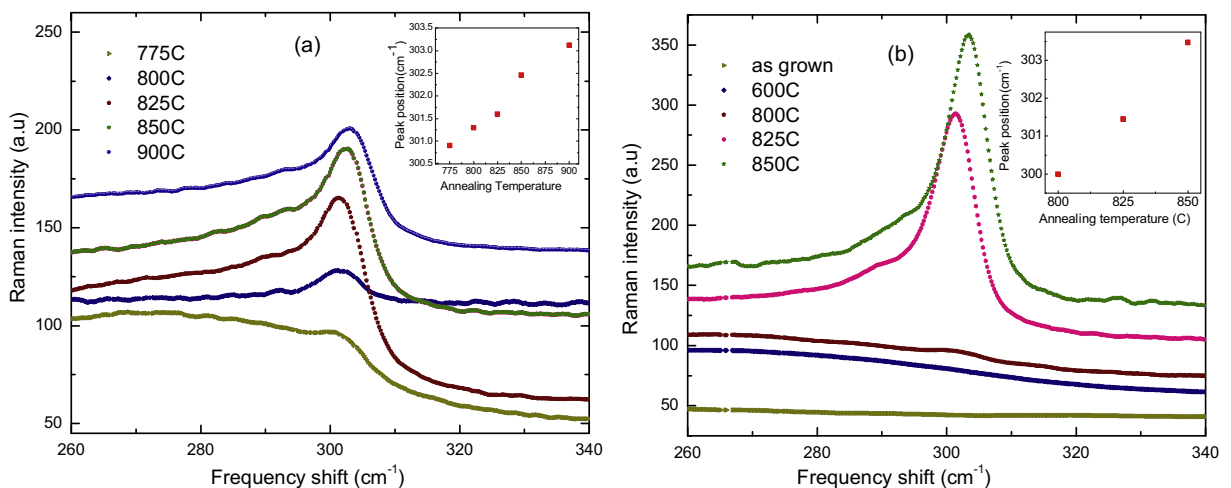 (a)
775C
800C
825C
850C
900C
Raman intensity (a.u)
250
200
150
100
50
260 280 300 320 340
Frequency shift (cm⁻¹)
Peak position(cm⁻¹)
303.5
303.0
302.5
302.0
301.5
301.0
300.5
775 800 825 850 875 900
Annealing Temperature
(b)
as grown
600C
800C
825C
850C
Raman intensity (a.u)
350
300
250
200
150
100
50
260 280 300 320 340
Frequency shift (cm⁻¹)
Peak position(cm⁻¹)
303
302
301
300
800 825 850
Annealing temperature (C)